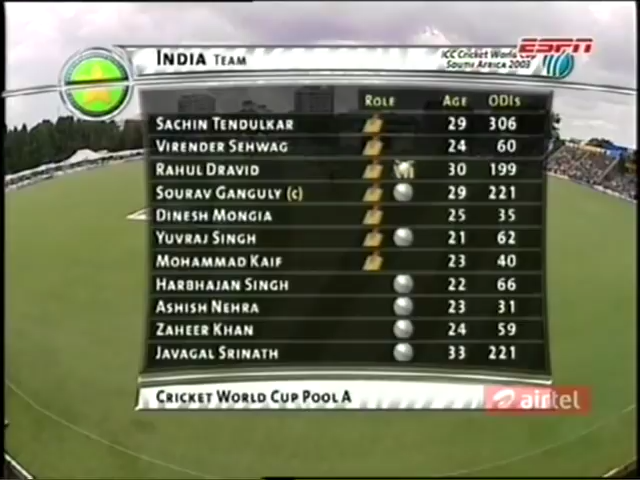 INDIA TEAM
ICC CRICKET WORLD CUP
SOUTH AFRICA 2003
ESPN
ROLE AGE ODIS
SACHIN TENDULKAR 29 306
VIRENDER SEHWAG 24 60
RAHUL DRAVID 30 199
SOURAV GANGULY (c) 29 221
DINESH MONGIA 25 35
YUVRAJ SINGH 21 62
MOHAMMAD KAIF 23 40
HARBHAJAN SINGH 22 66
ASHISH NEHRA 23 31
ZAHEER KHAN 24 59
JAVAGAL SRINATH 33 221
CRICKET WORLD CUP POOL A
airtel